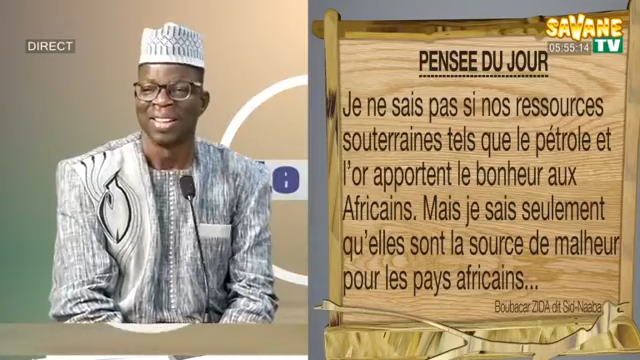 DIRECT
SAVANE
05:55:14 TV
PENSEE DU JOUR
Je ne sais pas si nos ressources
souterraines tels que le pétrole et
l'or apportent le bonheur aux
Africains. Mais je sais seulement
qu'elles sont la source de malheur
pour les pays africains...
Boubacar ZIDA dit Sid-Naaba